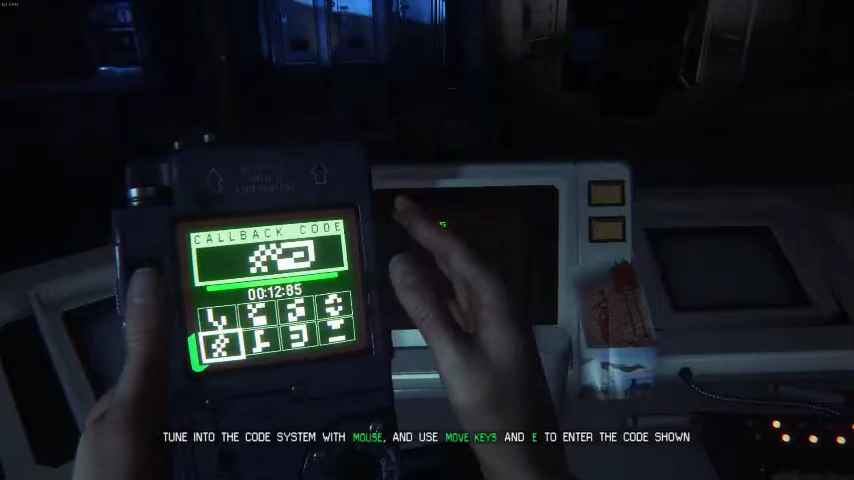 CALLBACK CODE
00:12:85
TUNE INTO THE CODE SYSTEM WITH MOUSE, AND USE MOVE KEYS AND E TO ENTER THE CODE SHOWN